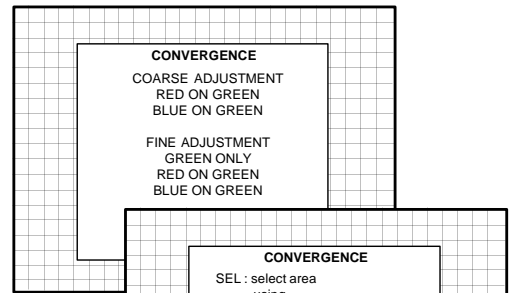 CONVERGENCE
COARSE ADJUSTMENT
RED ON GREEN
BLUE ON GREEN
FINE ADJUSTMENT
GREEN ONLY
RED ON GREEN
BLUE ON GREEN
CONVERGENCE
SEL : select area
using